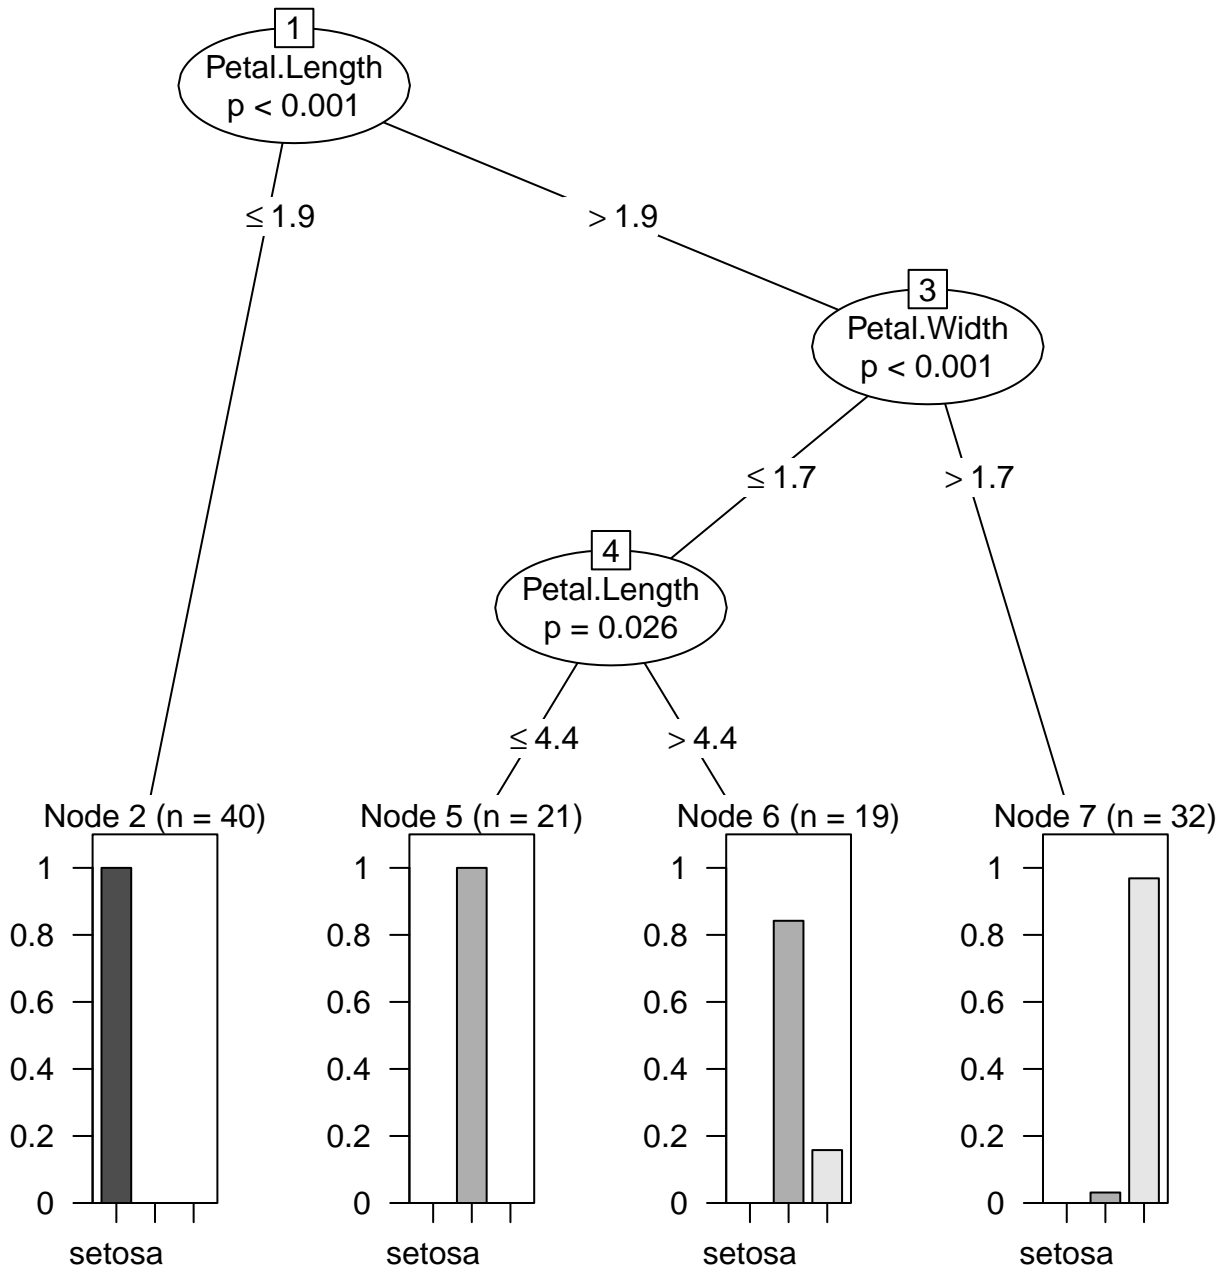 1
Petal.Length
p < 0.001
≤ 1.9
> 1.9
3
Petal.Width
p < 0.001
≤ 1.7
> 1.7
4
Petal.Length
p = 0.026
≤ 4.4
> 4.4
Node 2 (n = 40)
1
0.8
0.6
0.4
0.2
0
setosa
Node 5 (n = 21)
1
0.8
0.6
0.4
0.2
0
setosa
Node 6 (n = 19)
1
0.8
0.6
0.4
0.2
0
setosa
Node 7 (n = 32)
1
0.8
0.6
0.4
0.2
0
setosa